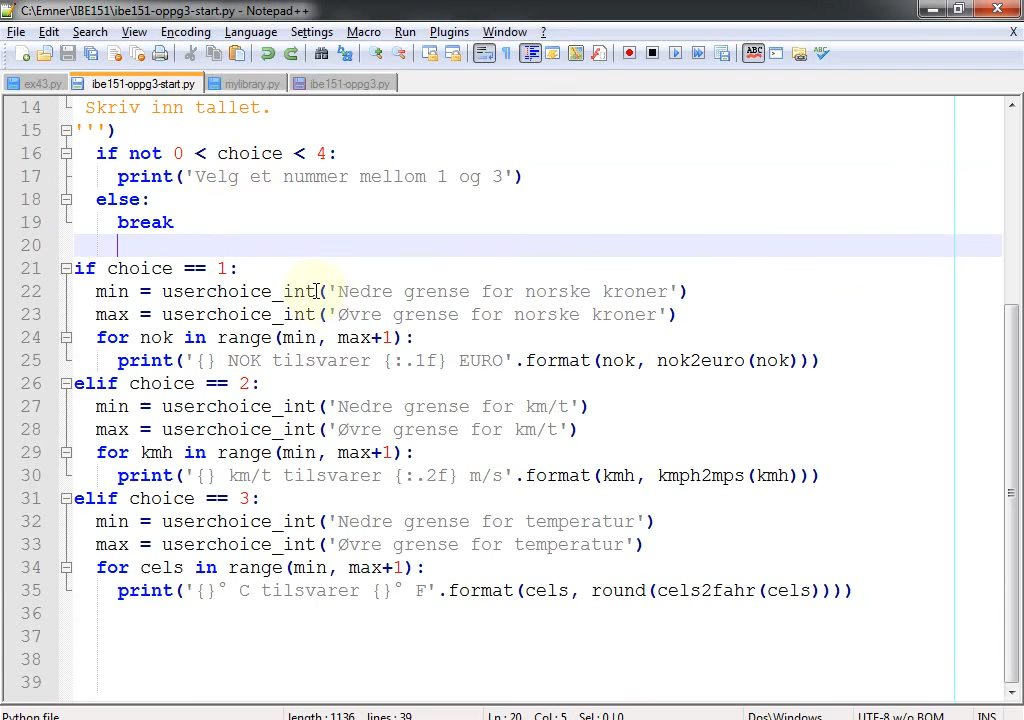 C:\Emner\IBE151\ibe151-oppg3-start.py - Notepad++
File Edit Search View Encoding Language Settings Macro Run Plugins Window ? X
ex43.py ibe151-oppg3-start.py mylibrary.py ibe151-oppg3.py
14 Skriv inn tallet.
15 ''')
16 if not 0 < choice < 4:
17 print('Velg et nummer mellom 1 og 3')
18 else:
19 break
20
21 if choice == 1:
22 min = userchoice_int('Nedre grense for norske kroner')
23 max = userchoice_int('Øvre grense for norske kroner')
24 for nok in range(min, max+1):
25 print('{} NOK tilsvarer {:.1f} EURO'.format(nok, nok2euro(nok)))
26 elif choice == 2:
27 min = userchoice_int('Nedre grense for km/t')
28 max = userchoice_int('Øvre grense for km/t')
29 for kmh in range(min, max+1):
30 print('{} km/t tilsvarer {:.2f} m/s'.format(kmh, kmph2mps(kmh)))
31 elif choice == 3:
32 min = userchoice_int('Nedre grense for temperatur')
33 max = userchoice_int('Øvre grense for temperatur')
34 for cels in range(min, max+1):
35 print('{}° C tilsvarer {}° F'.format(cels, round(cels2fahr(cels))))
36
37
38
39
Python file length : 1136 lines : 39 Ln : 20 Col : 5 Sel : 0 | 0 Dos\Windows UTF-8 w/o BOM INS